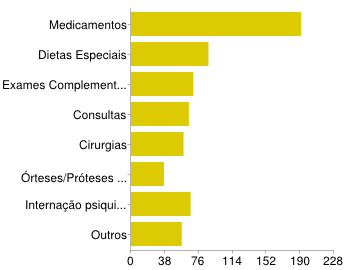 Medicamentos
Dietas Especiais
Exames Complement...
Consultas
Cirurgias
Órteses/Próteses ...
Internação psiqui...
Outros
0 38 76 114 152 190 228